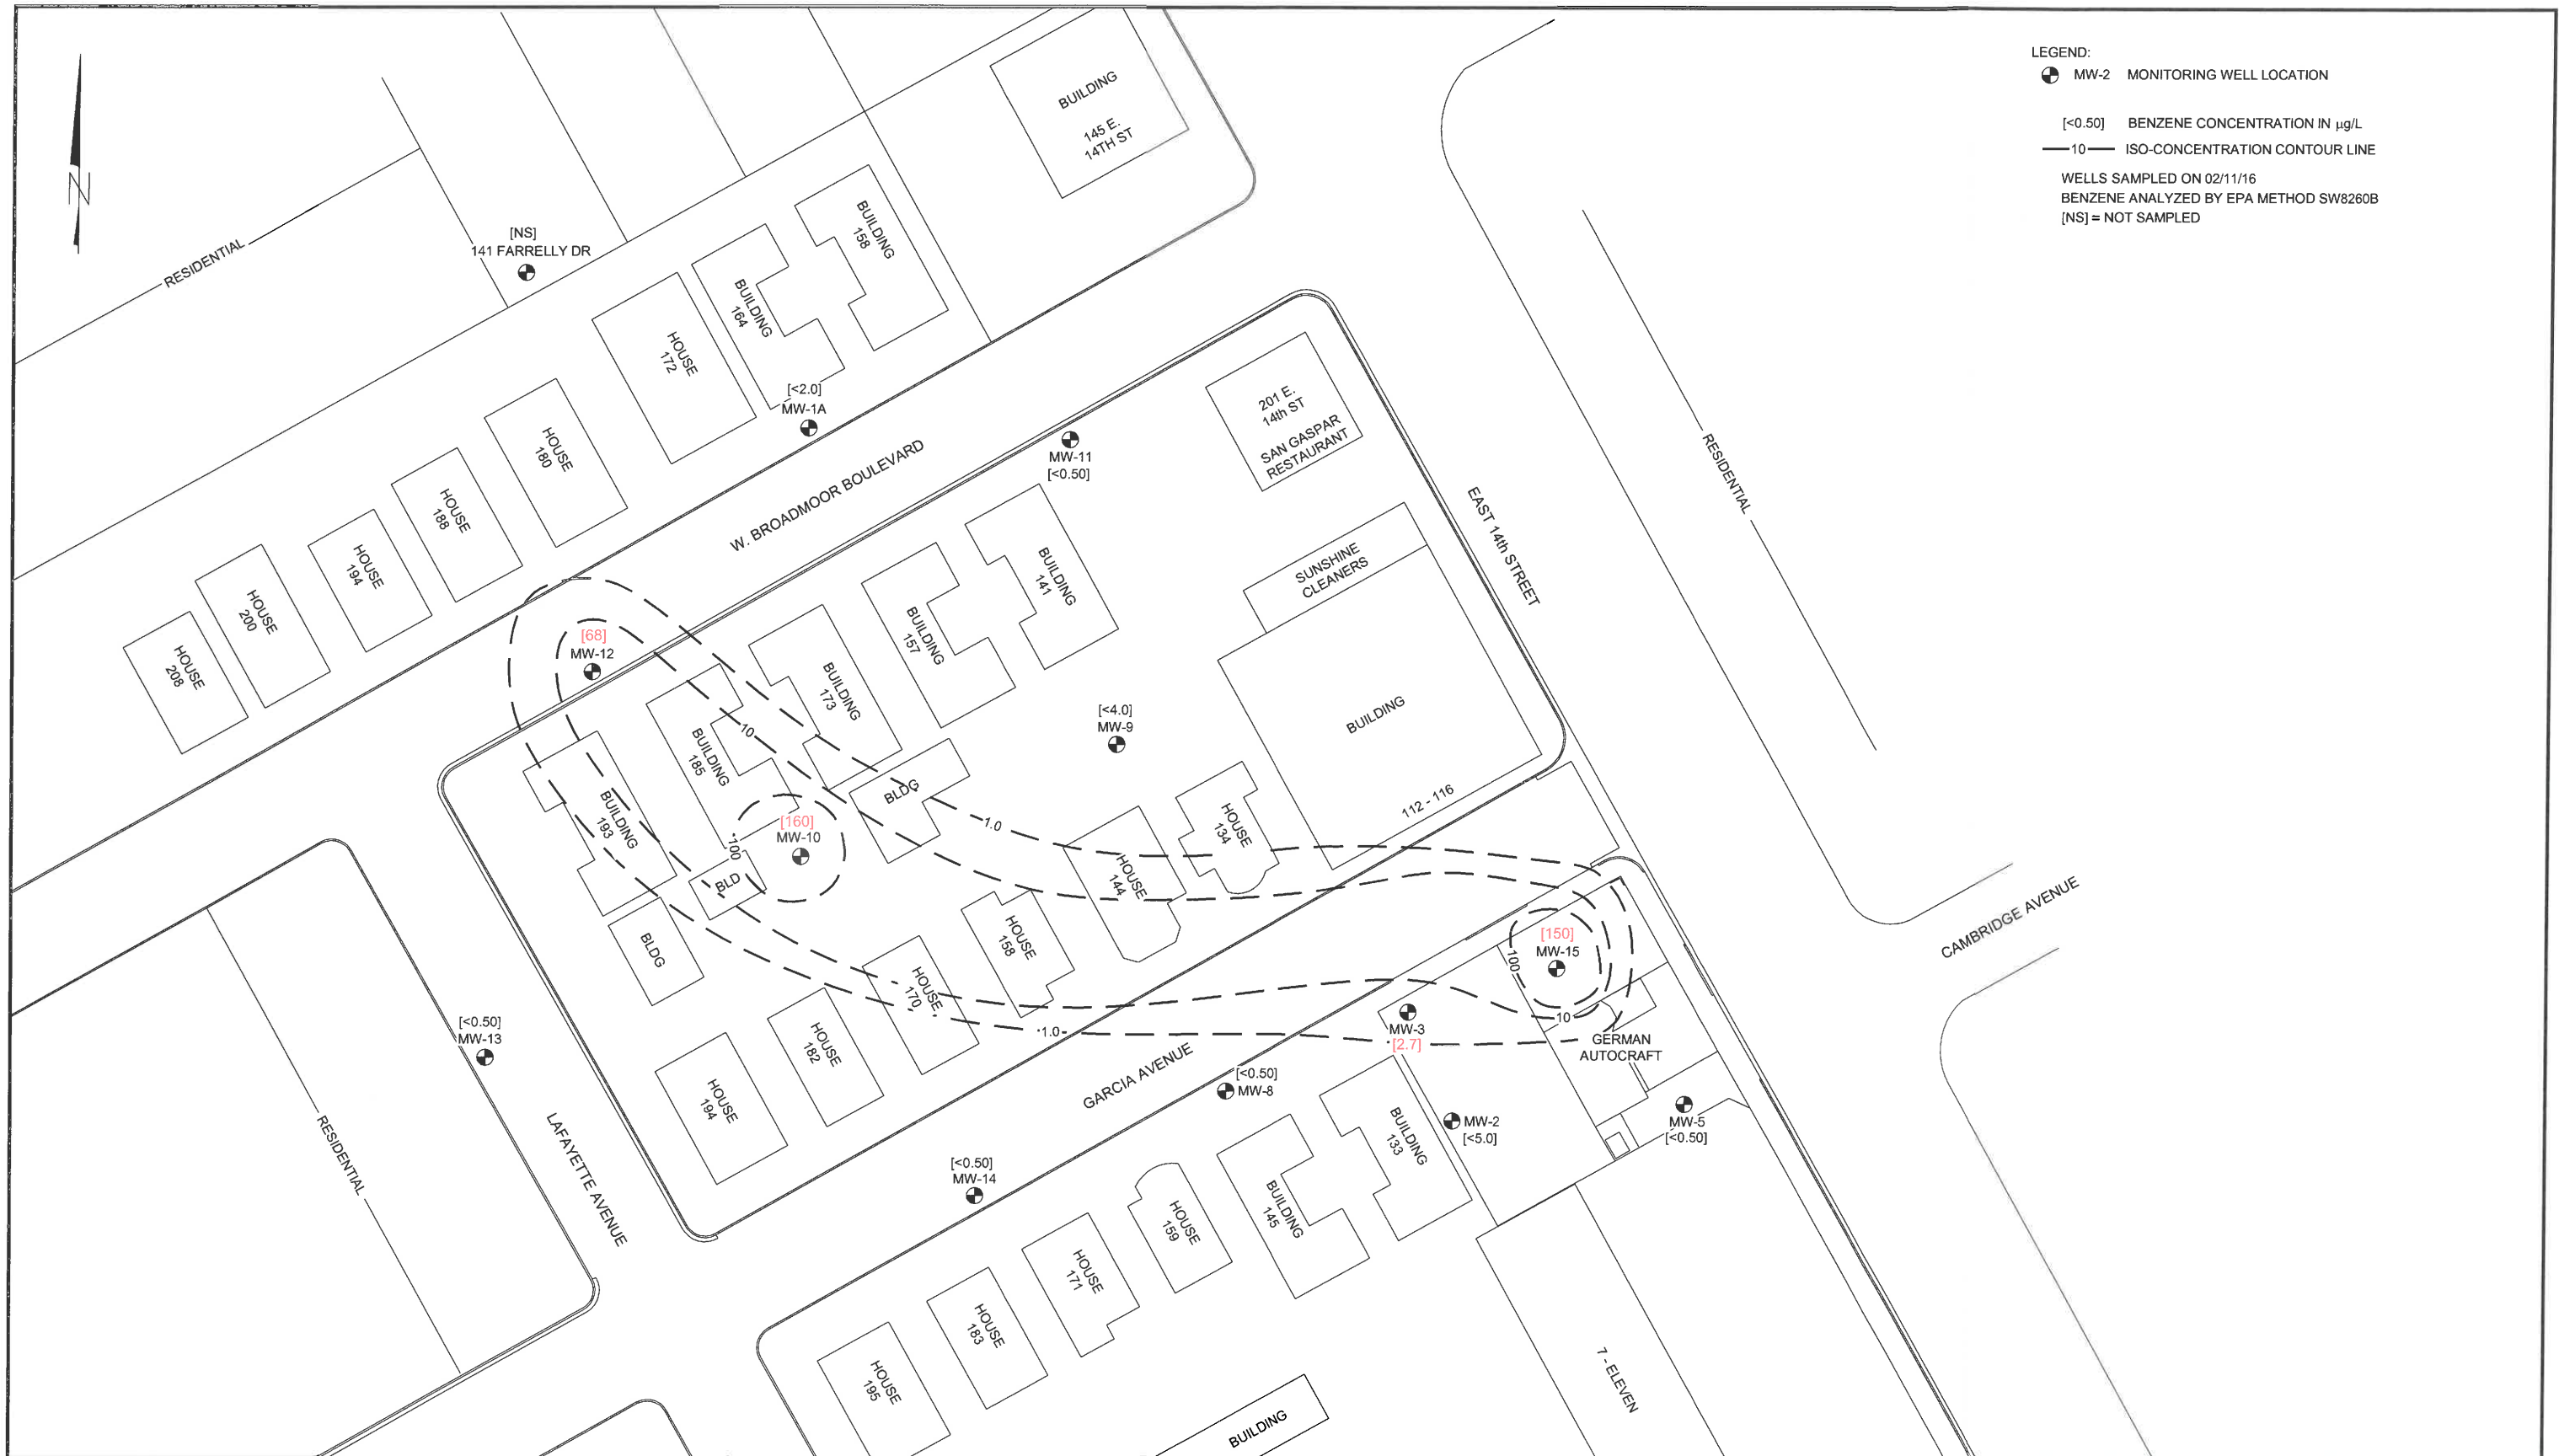 LEGEND:
MW-2 MONITORING WELL LOCATION
[<0.50] BENZENE CONCENTRATION IN µg/L
10 ISO-CONCENTRATION CONTOUR LINE
WELLS SAMPLED ON 02/11/16
BENZENE ANALYZED BY EPA METHOD SW8260B
[NS] = NOT SAMPLED
N
BUILDING
145 E.
14TH ST
RESIDENTIAL
[NS]
141 FARRELLY DR
BUILDING
158
BUILDING
164
HOUSE
172
[<2.0]
MW-1A
HOUSE
180
HOUSE
188
HOUSE
194
HOUSE
200
HOUSE
208
W. BROADMOOR BOULEVARD
MW-11
[<0.50]
201 E.
14th ST
SAN GASPAR
RESTAURANT
EAST 14th STREET
RESIDENTIAL
SUNSHINE
CLEANERS
BUILDING
141
BUILDING
157
BUILDING
173
BUILDING
185
BUILDING
193
[68]
MW-12
10
[<4.0]
MW-9
BUILDING
112 - 116
BLDG
1.0
[160]
MW-10
100
BLD
BLDG
HOUSE
134
HOUSE
144
HOUSE
158
HOUSE
170
HOUSE
182
HOUSE
194
1.0
[150]
MW-15
100
10
CAMBRIDGE AVENUE
MW-3
[2.7]
GERMAN
AUTOCRAFT
[<0.50]
MW-13
GARCIA AVENUE
[<0.50]
MW-8
MW-2
[<5.0]
MW-5
[<0.50]
RESIDENTIAL
LAFAYETTE AVENUE
[<0.50]
MW-14
BUILDING
133
BUILDING
145
HOUSE
159
HOUSE
171
HOUSE
183
HOUSE
195
7 - ELEVEN
BUILDING